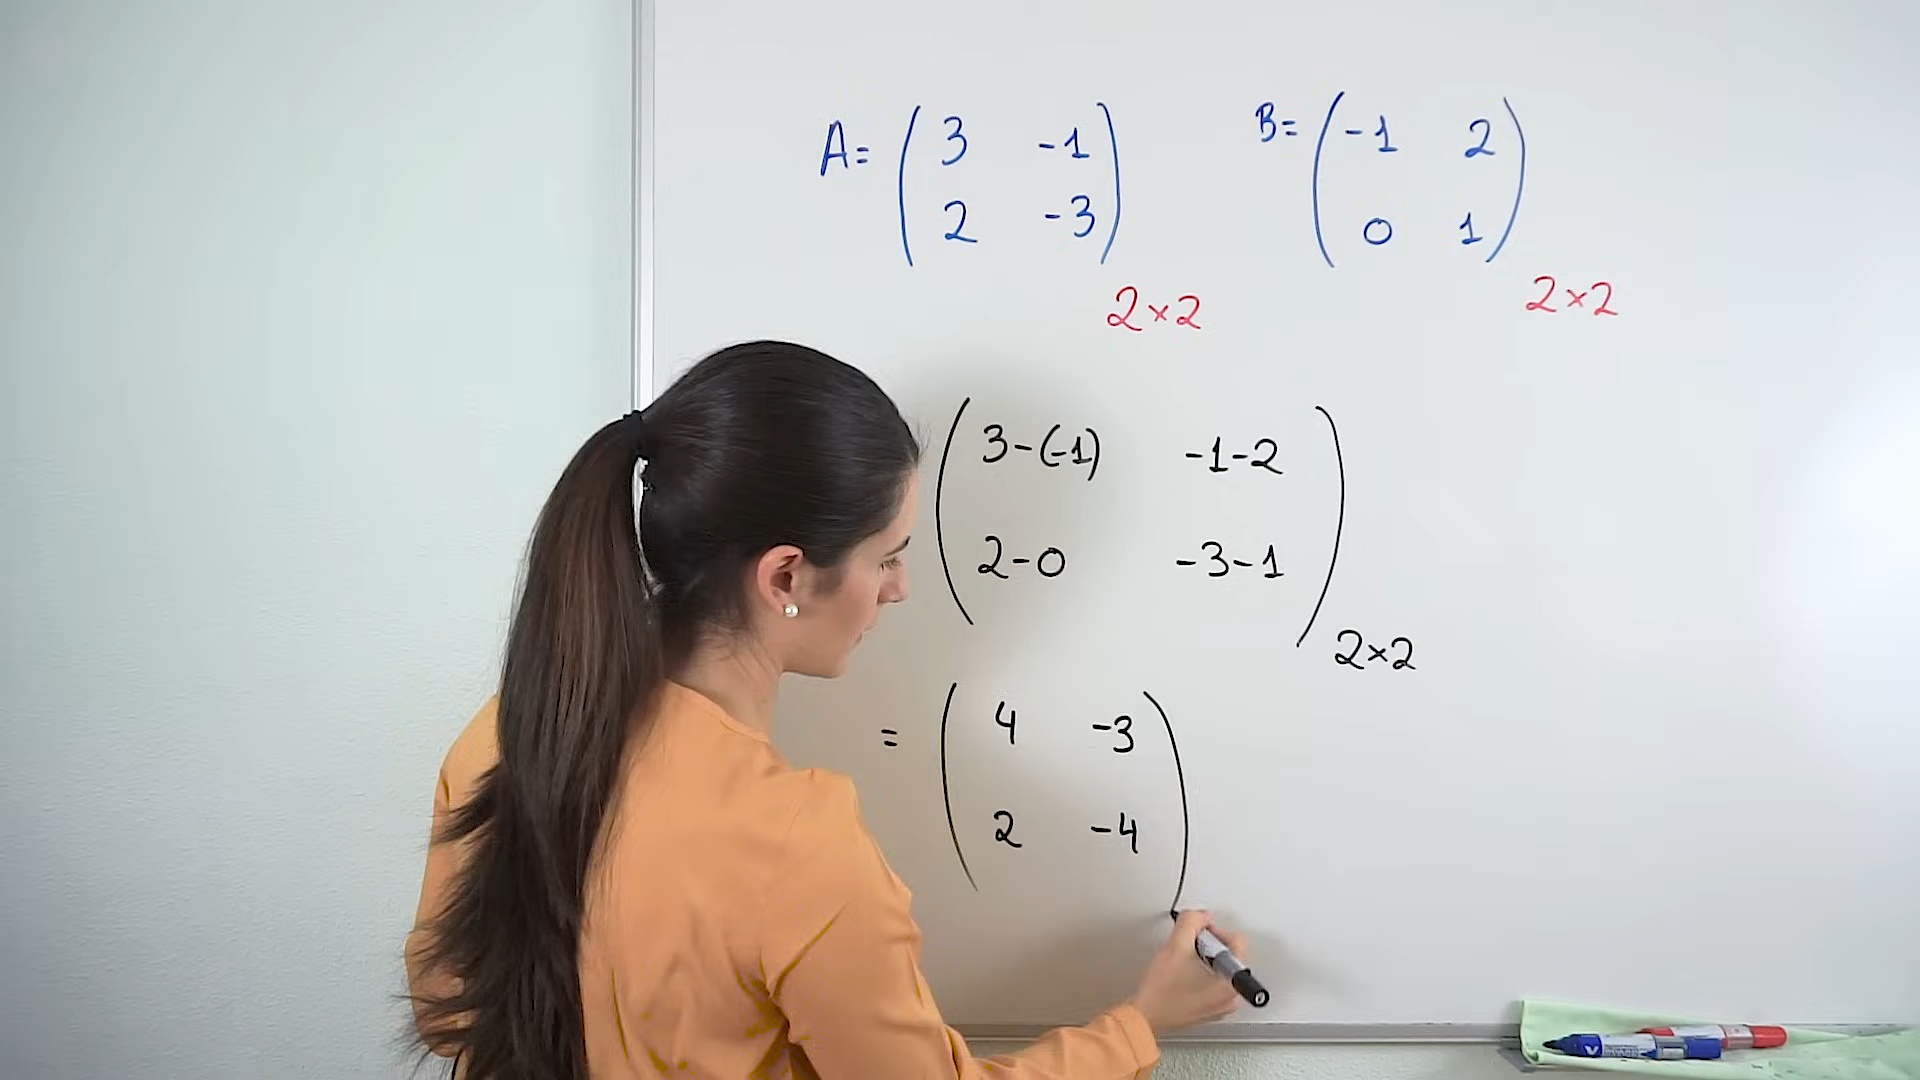 A= ( 3 -1 ) B= ( -1 2 )
( 2 -3 ) ( 0 1 )
2×2 2×2
( 3-(-1) -1-2 )
( 2-0 -3-1 )
2×2
= ( 4 -3 )
( 2 -4 )
V